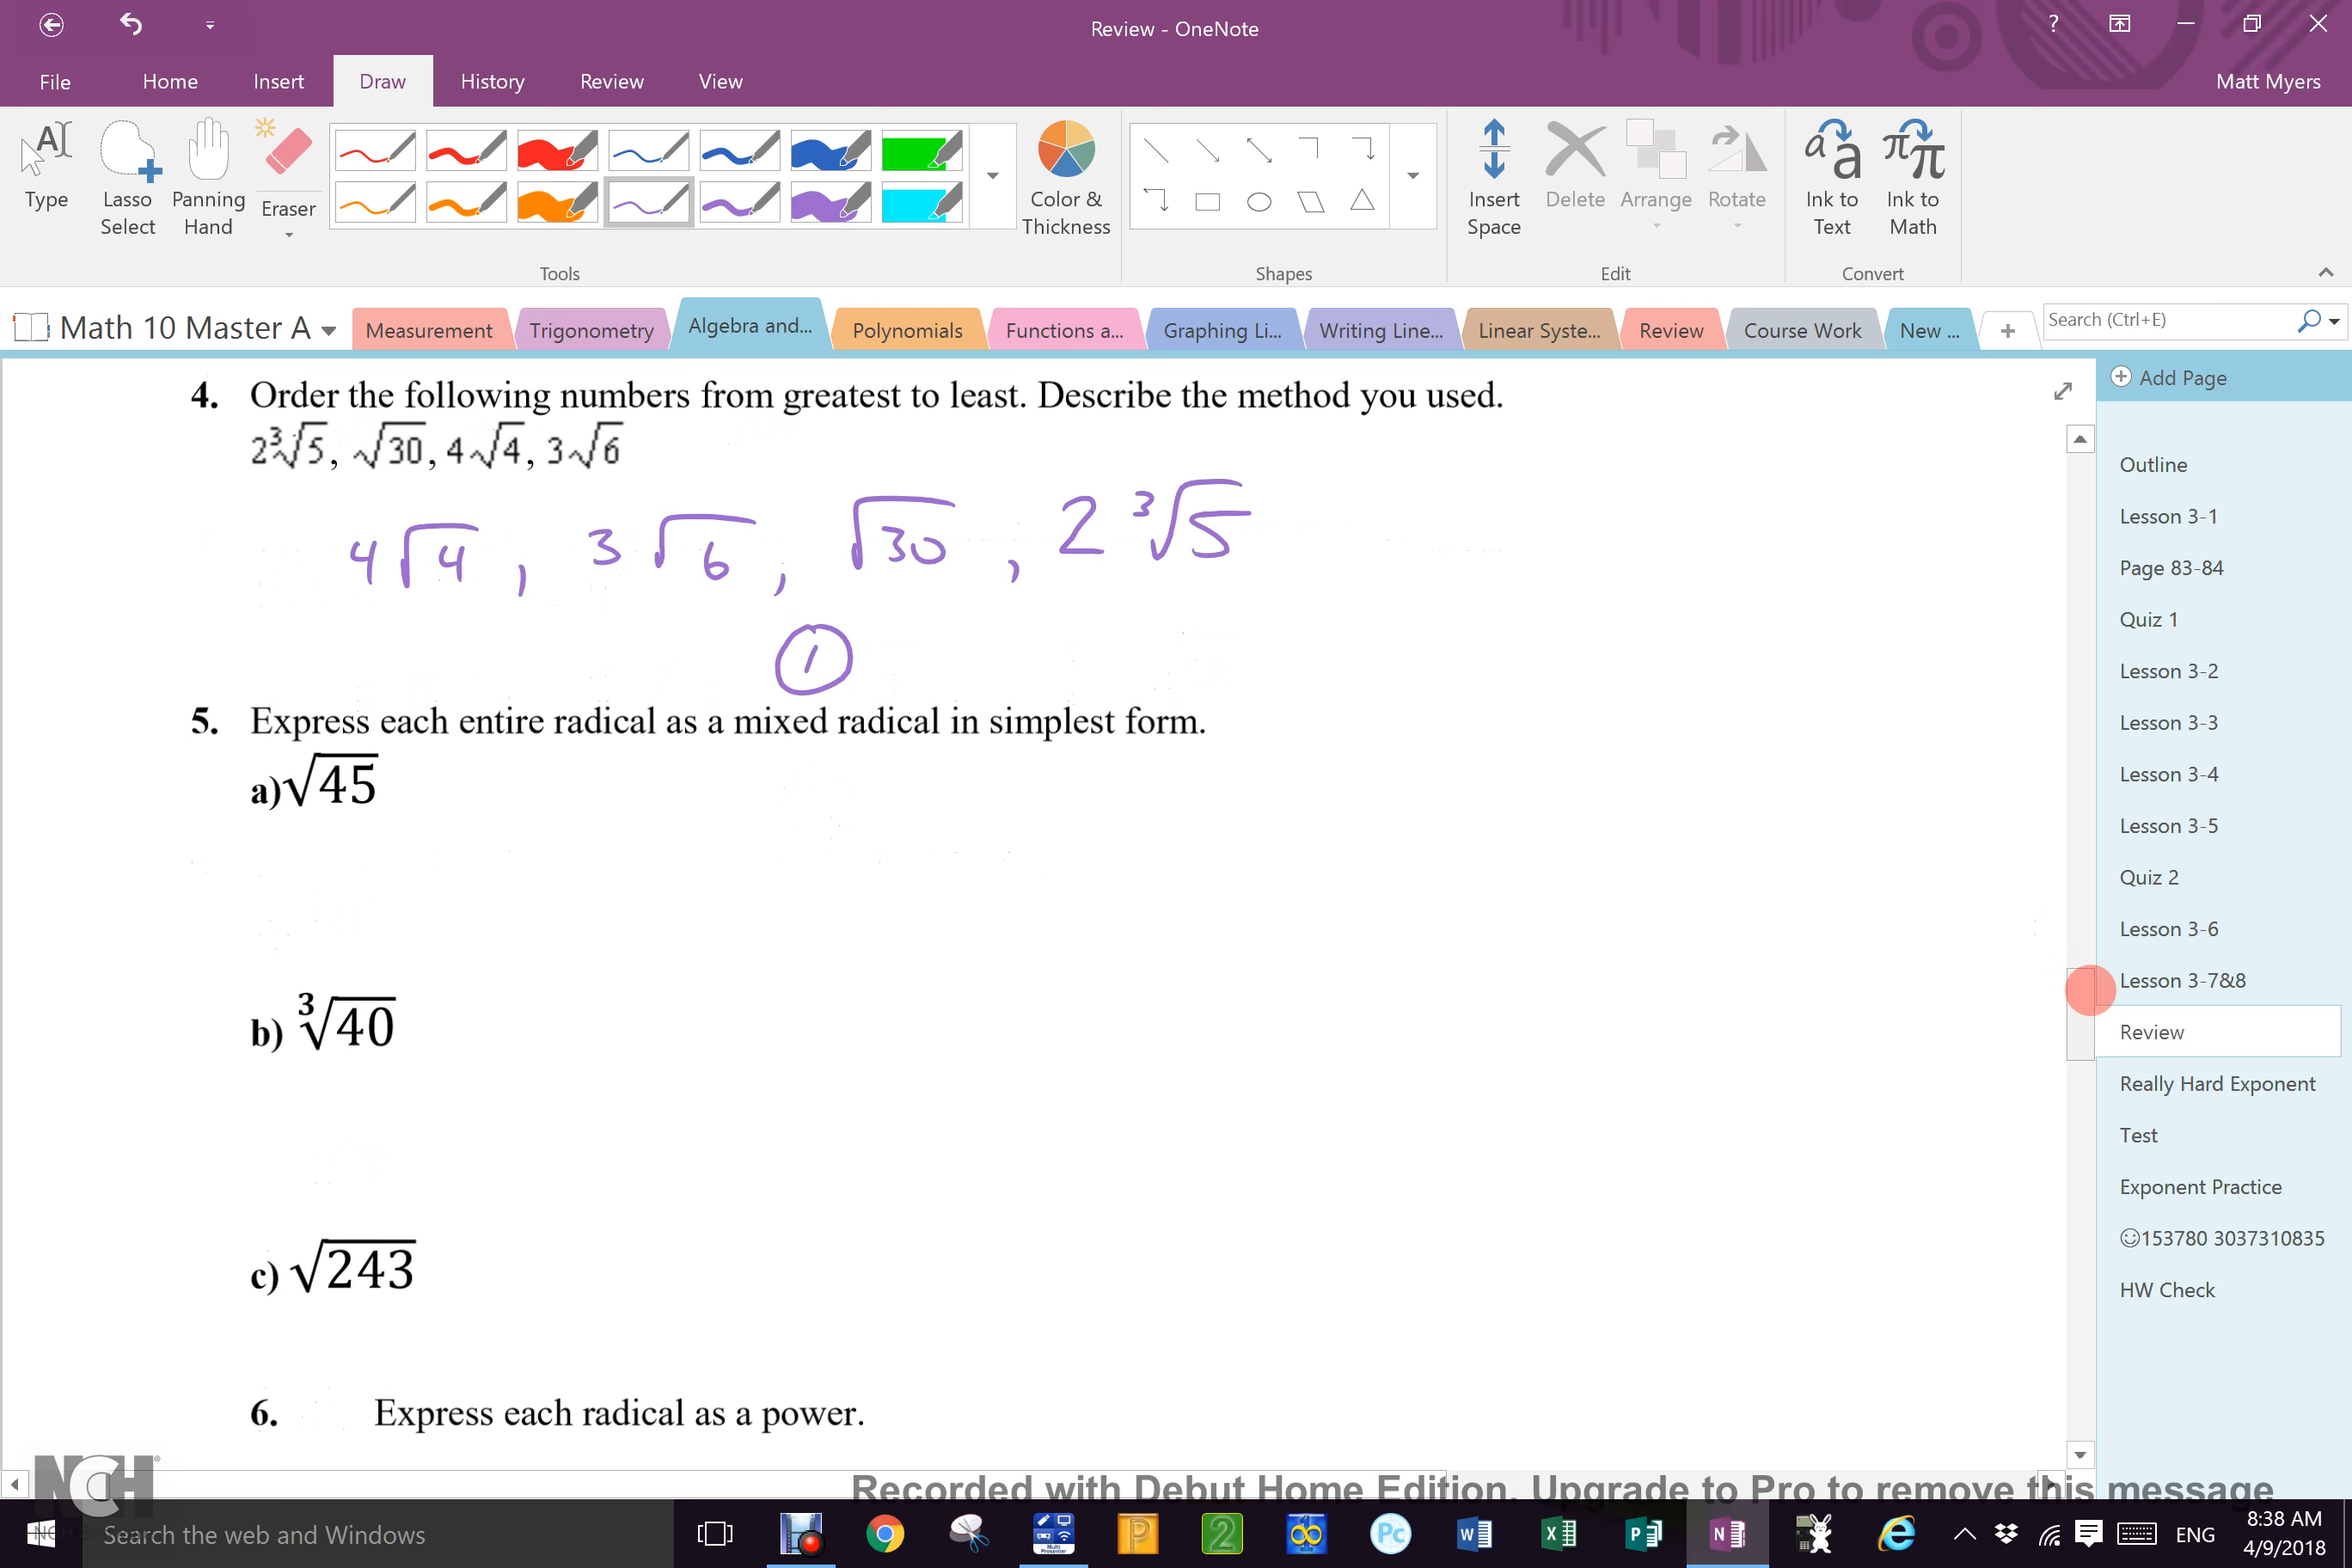 Review - OneNote
?
File Home Insert Draw History Review View Matt Myers
Type Lasso Select Panning Hand Eraser Color & Thickness Insert Space Delete Arrange Rotate Ink to Text Ink to Math
Tools Shapes Edit Convert
Math 10 Master A Measurement Trigonometry Algebra and... Polynomials Functions a... Graphing Li... Writing Line... Linear Syste... Review Course Work New ... + Search (Ctrl+E)
Add Page
4. Order the following numbers from greatest to least. Describe the method you used.
2∛5, √30, 4√4, 3√6
4√4, 3√6, √30, 2∛5
1
5. Express each entire radical as a mixed radical in simplest form.
a)√45
b) ∛40
c) √243
6. Express each radical as a power.
Outline
Lesson 3-1
Page 83-84
Quiz 1
Lesson 3-2
Lesson 3-3
Lesson 3-4
Lesson 3-5
Quiz 2
Lesson 3-6
Lesson 3-7&8
Review
Really Hard Exponent
Test
Exponent Practice
☺153780 3037310835
HW Check
NCH
Recorded with Debut Home Edition. Upgrade to Pro to remove this message
Search the web and Windows
ENG
8:38 AM
4/9/2018